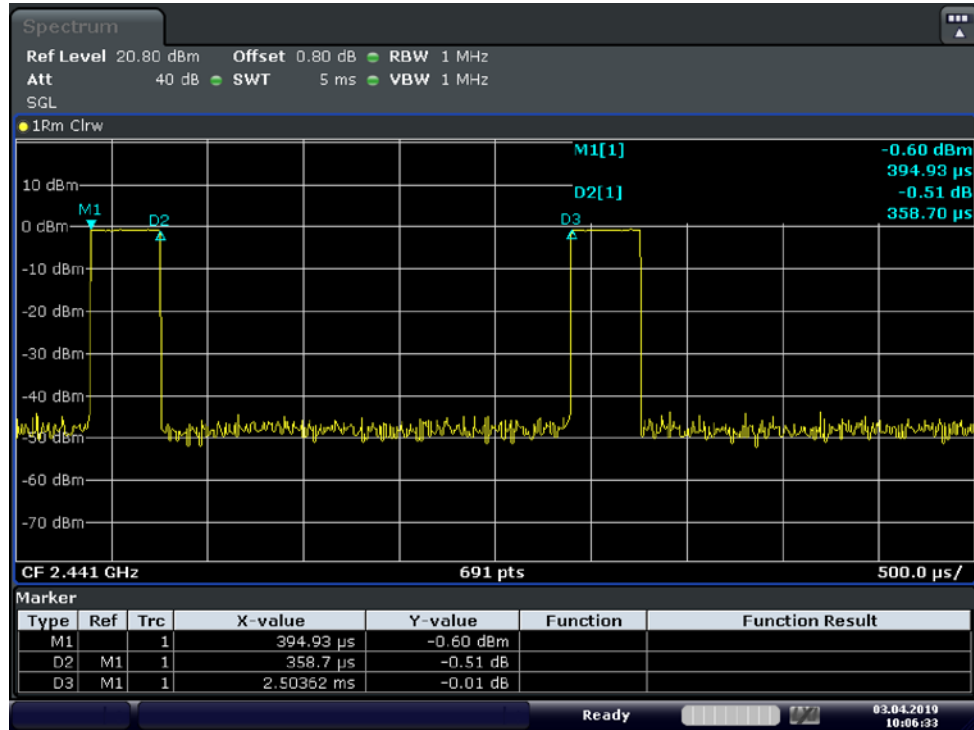 Spectrum
Ref Level 20.80 dBm Offset 0.80 dB RBW 1 MHz
Att 40 dB SWT 5 ms VBW 1 MHz
SGL
1Rm Clrw
M1[1] -0.60 dBm
394.93 µs
10 dBm
D2[1] -0.51 dB
358.70 µs
M1
D2
D3
0 dBm
-10 dBm
-20 dBm
-30 dBm
-40 dBm
-50 dBm
-60 dBm
-70 dBm
CF 2.441 GHz 691 pts 500.0 µs/
Marker
Type Ref Trc X-value Y-value Function Function Result
M1 1 394.93 µs -0.60 dBm
D2 M1 1 358.7 µs -0.51 dB
D3 M1 1 2.50362 ms -0.01 dB
Ready 03.04.2019
10:06:33